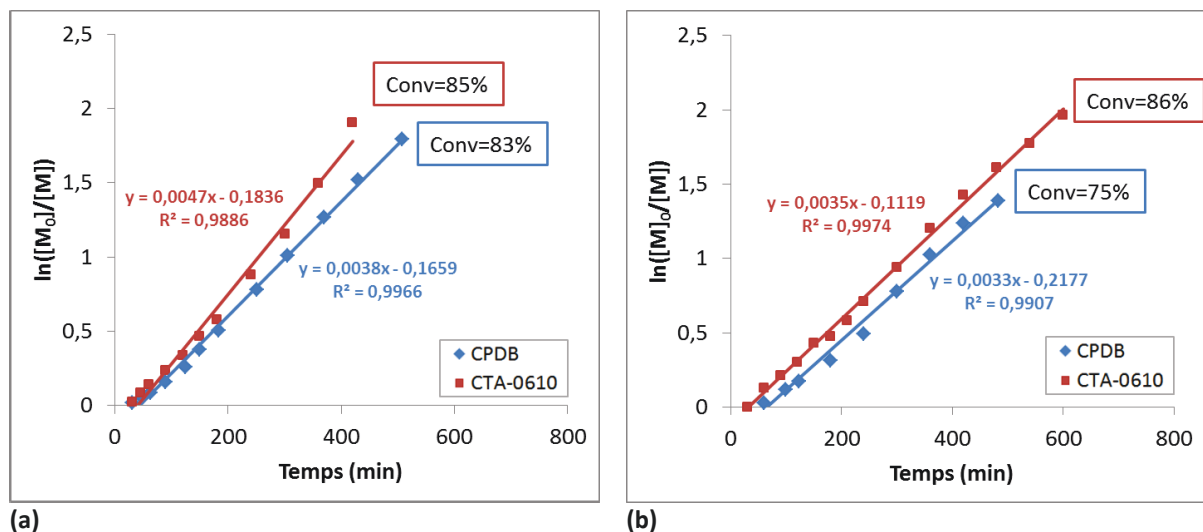 2,5
2
1,5
1
0,5
0
0 200 400 600 800
ln([M₀]/[M])
Temps (min)
Conv=85%
Conv=83%
y = 0,0047x - 0,1836
R² = 0,9886
y = 0,0038x - 0,1659
R² = 0,9966
CPDB
CTA-0610
(a)
2,5
2
1,5
1
0,5
0
0 200 400 600 800
ln([M]₀/[M])
Temps (min)
Conv=86%
Conv=75%
y = 0,0035x - 0,1119
R² = 0,9974
y = 0,0033x - 0,2177
R² = 0,9907
CPDB
CTA-0610
(b)